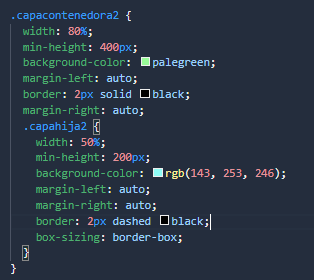 .capacontenedora2 {
width: 80%;
min-height: 400px;
background-color: palegreen;
margin-left: auto;
border: 2px solid black;
margin-right: auto;
.capahija2 {
width: 50%;
min-height: 200px;
background-color: rgb(143, 253, 246);
margin-left: auto;
margin-right: auto;
border: 2px dashed black;
box-sizing: border-box;
}
}